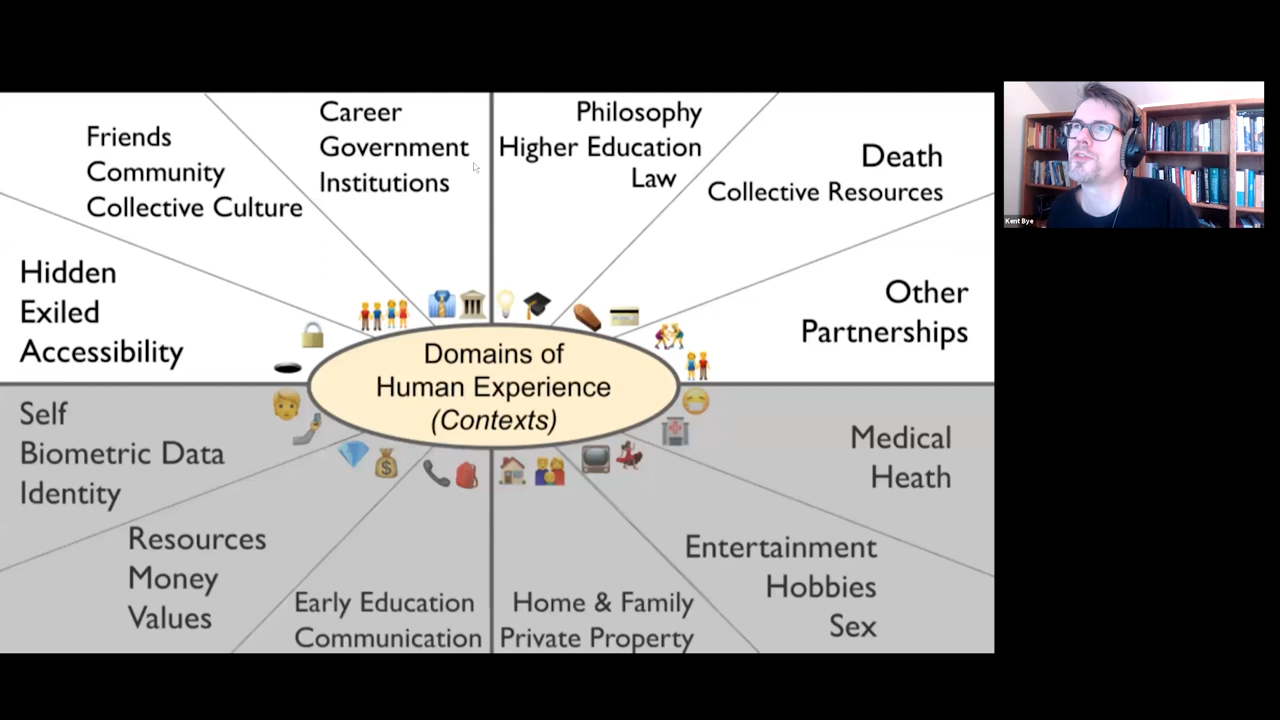 Friends
Community
Collective Culture
Career
Government
Institutions
Philosophy
Higher Education
Law
Death
Collective Resources
Hidden
Exiled
Accessibility
Other
Partnerships
Domains of
Human Experience
(Contexts)
Self
Biometric Data
Identity
Medical
Heath
Resources
Money
Values
Early Education
Communication
Home & Family
Private Property
Entertainment
Hobbies
Sex
Kent Bye